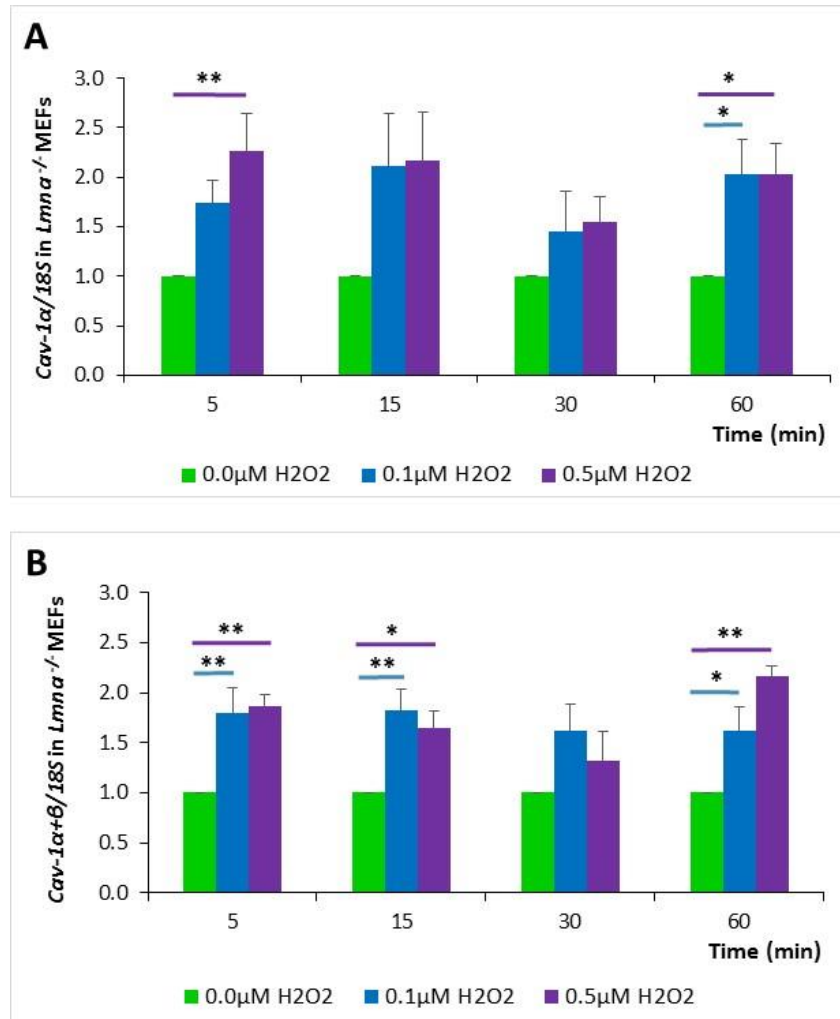 A
Cav-1α/18S in Lmna-/- MEFs
3.0
2.5
2.0
1.5
1.0
0.5
0.0
**
*
*
5 15 30 60
Time (min)
0.0µM H2O2 0.1µM H2O2 0.5µM H2O2
B
Cav-1α+β/18S in Lmna-/- MEFs
3.0
2.5
2.0
1.5
1.0
0.5
0.0
** * **
** ** *
5 15 30 60
Time (min)
0.0µM H2O2 0.1µM H2O2 0.5µM H2O2